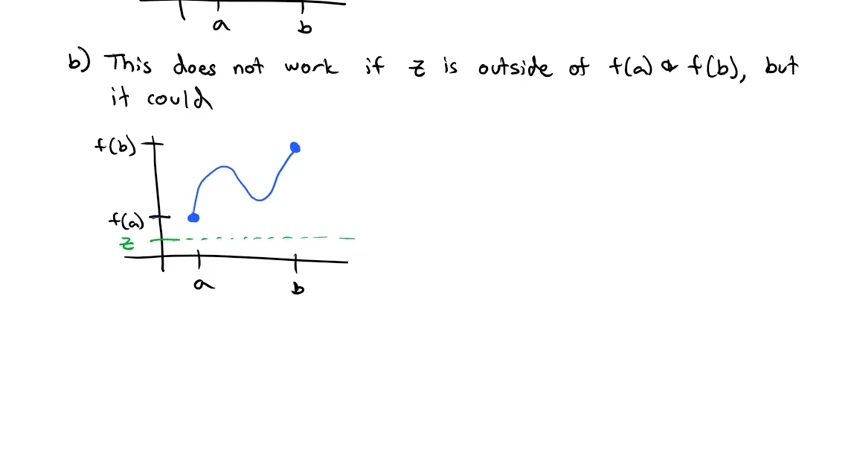 a b
b) This does not work if z is outside of f(a) & f(b), but
it could
f(b)
f(a)
z
a b